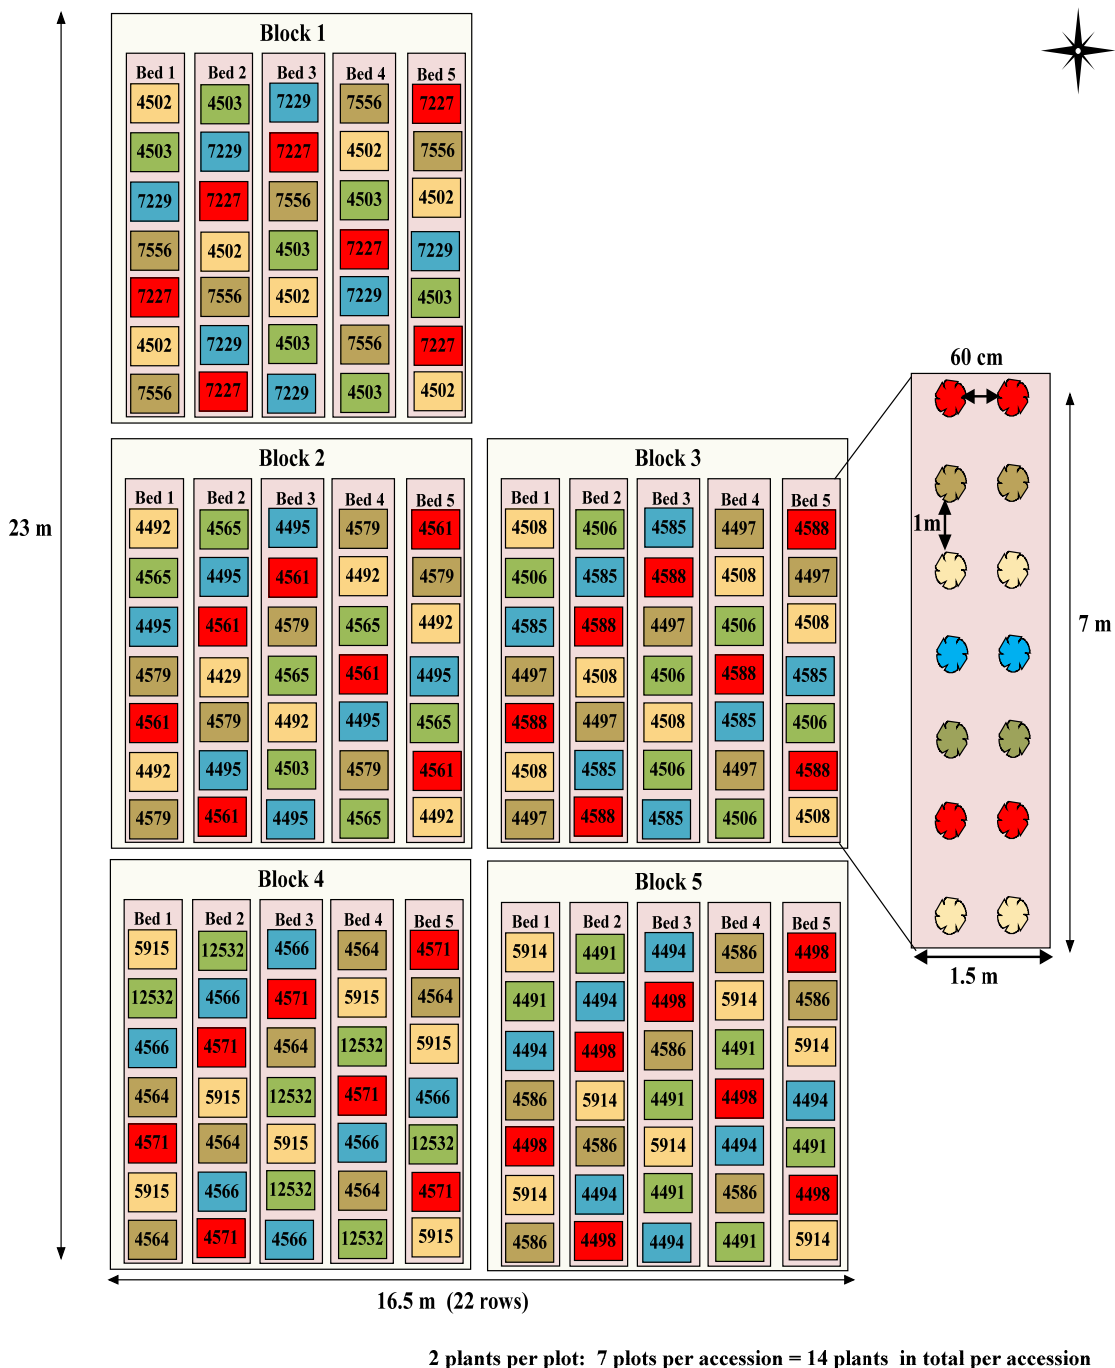 Block 1
Bed 1 Bed 2 Bed 3 Bed 4 Bed 5
4502 4503 7229 7556 7227
4503 7229 7227 4502 7556
7229 7227 7556 4503 4502
7556 4502 4503 7227 7229
7227 7556 4502 7229 4503
4502 7229 4503 7556 7227
7556 7227 7229 4503 4502
23 m
Block 2
Bed 1 Bed 2 Bed 3 Bed 4 Bed 5
4492 4565 4495 4579 4561
4565 4495 4561 4492 4579
4495 4561 4579 4565 4492
4579 4429 4565 4561 4495
4561 4579 4492 4495 4565
4492 4495 4503 4579 4561
4579 4561 4495 4565 4492
Block 3
Bed 1 Bed 2 Bed 3 Bed 4 Bed 5
4508 4506 4585 4497 4588
4506 4585 4588 4508 4497
4585 4588 4497 4506 4508
4497 4508 4506 4588 4585
4588 4497 4508 4585 4506
4508 4585 4506 4497 4588
4497 4588 4585 4506 4508
60 cm
1m
7 m
1.5 m
Block 4
Bed 1 Bed 2 Bed 3 Bed 4 Bed 5
5915 12532 4566 4564 4571
12532 4566 4571 5915 4564
4566 4571 4564 12532 5915
4564 5915 12532 4571 4566
4571 4564 5915 4566 12532
5915 4566 12532 4564 4571
4564 4571 4566 12532 5915
Block 5
Bed 1 Bed 2 Bed 3 Bed 4 Bed 5
5914 4491 4494 4586 4498
4491 4494 4498 5914 4586
4494 4498 4586 4491 5914
4586 5914 4491 4498 4494
4498 4586 5914 4494 4491
5914 4494 4491 4586 4498
4586 4498 4494 4491 5914
16.5 m (22 rows)
2 plants per plot: 7 plots per accession = 14 plants in total per accession